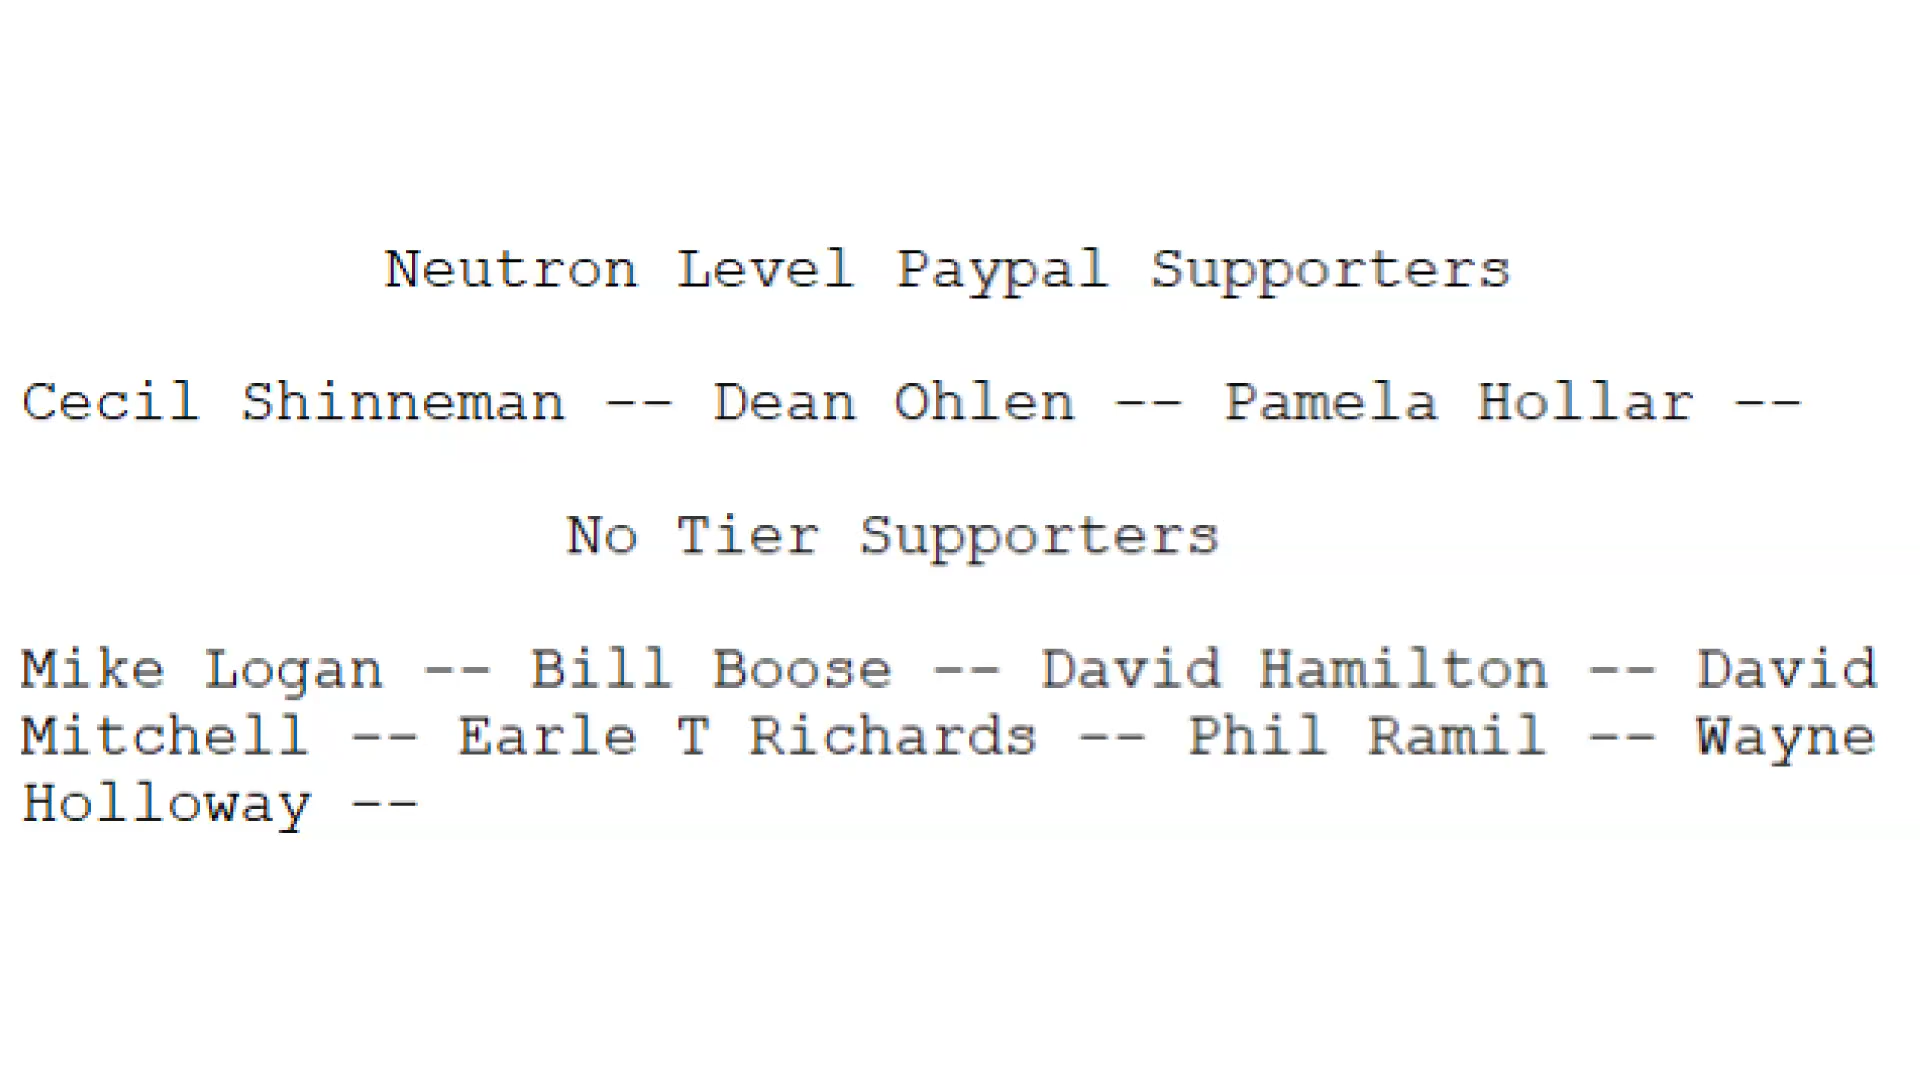 Neutron Level Paypal Supporters
Cecil Shinneman -- Dean Ohlen -- Pamela Hollar --
No Tier Supporters
Mike Logan -- Bill Boose -- David Hamilton -- David
Mitchell -- Earle T Richards -- Phil Ramil -- Wayne
Holloway --